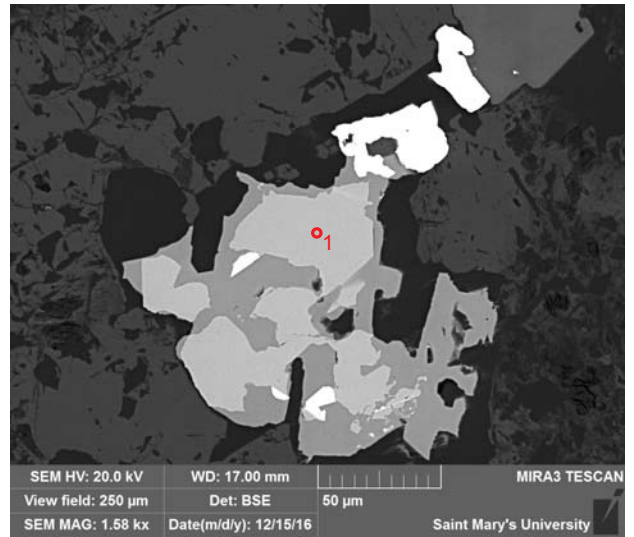 1
SEM HV: 20.0 kV WD: 17.00 mm MIRA3 TESCAN
View field: 250 µm Det: BSE 50 µm
SEM MAG: 1.58 kx Date(m/d/y): 12/15/16 Saint Mary's University